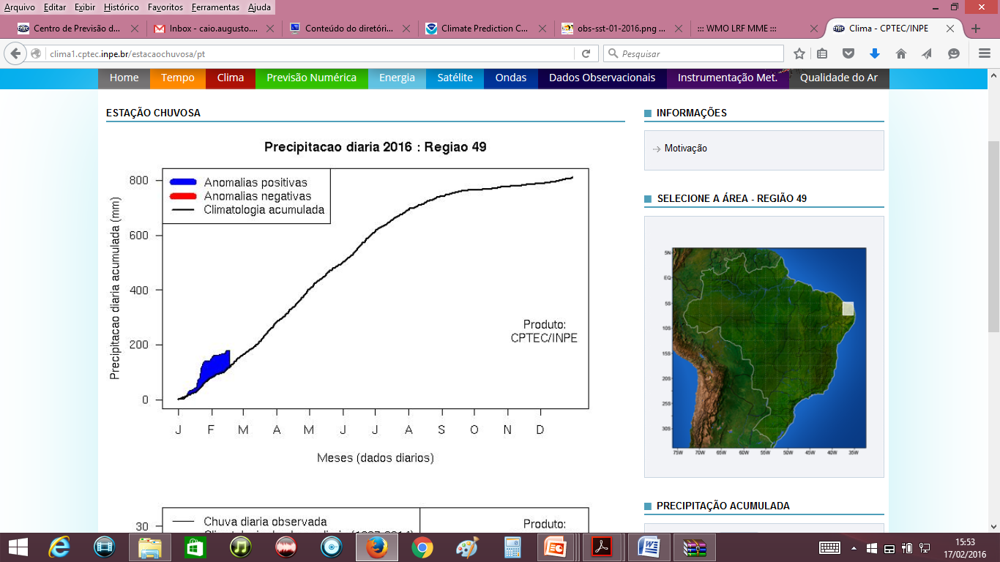 Arquivo Editar Exibir Histórico Favoritos Ferramentas Ajuda
Centro de Previsão d...
Inbox - caio.augusto....
Conteúdo do diretóri...
Climate Prediction C...
obs-sst-01-2016.png ...
::: WMO LRF MME :::
Clima - CPTEC/INPE
clima1.cptec.inpe.br/estacaochuvosa/pt
Pesquisar
Home Tempo Clima Previsão Numérica Energia Satélite Ondas Dados Observacionais Instrumentação Met. Qualidade do Ar
ESTAÇÃO CHUVOSA
Precipitacao diaria 2016 : Regiao 49
Anomalias positivas
Anomalias negativas
Climatologia acumulada
Precipitacao diaria acumulada (mm)
800
600
400
200
0
Produto:
CPTEC/INPE
J F M A M J J A S O N D
Meses (dados diarios)
30
Chuva diaria observada
Produto:
INFORMAÇÕES
Motivação
SELECIONE A ÁREA - REGIÃO 49
5N
EQ
5S
10S
15S
20S
25S
30S
75W 70W 65W 60W 55W 50W 45W 40W 35W
PRECIPITAÇÃO ACUMULADA
15:53
17/02/2016